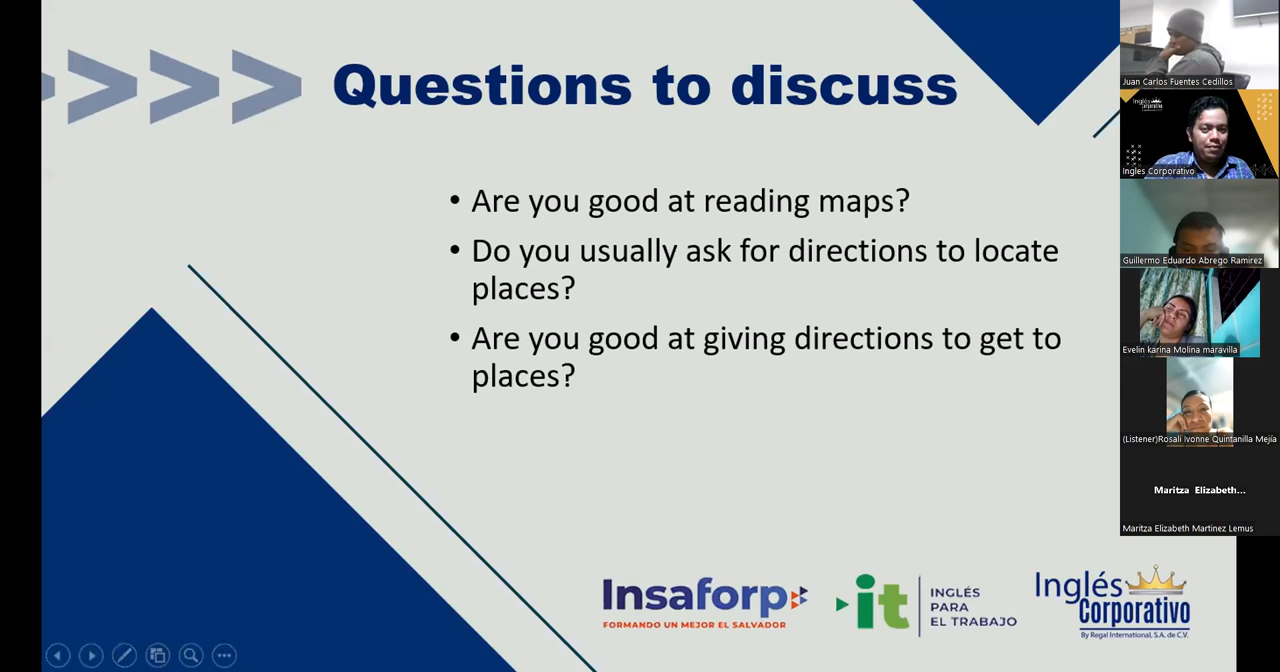 Questions to discuss
• Are you good at reading maps?
• Do you usually ask for directions to locate
places?
• Are you good at giving directions to get to
places?
Insaforp
FORMANDO UN MEJOR EL SALVADOR
it
INGLÉS
PARA
EL TRABAJO
Inglés
Corporativo
By Regal International, S.A. de C.V.
Juan Carlos Fuentes Cedillos
Inglés
Corporativo
Ingles Corporativo
Guillermo Eduardo Abrego Ramirez
Evelin karina Molina maravilla
(Listener)Rosali Ivonne Quintanilla Mejía
Maritza Elizabeth...
Maritza Elizabeth Martinez Lemus